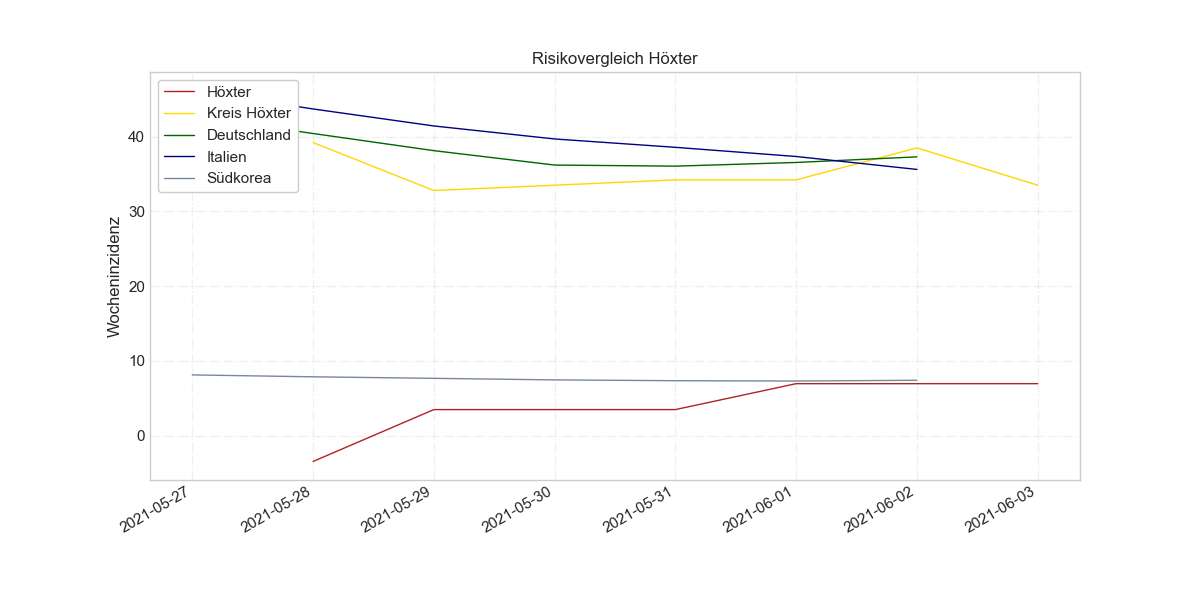 Risikovergleich Höxter
Höxter
Kreis Höxter
Deutschland
Italien
Südkorea
Wocheninzidenz
40
30
20
10
0
2021-05-27
2021-05-28
2021-05-29
2021-05-30
2021-05-31
2021-06-01
2021-06-02
2021-06-03